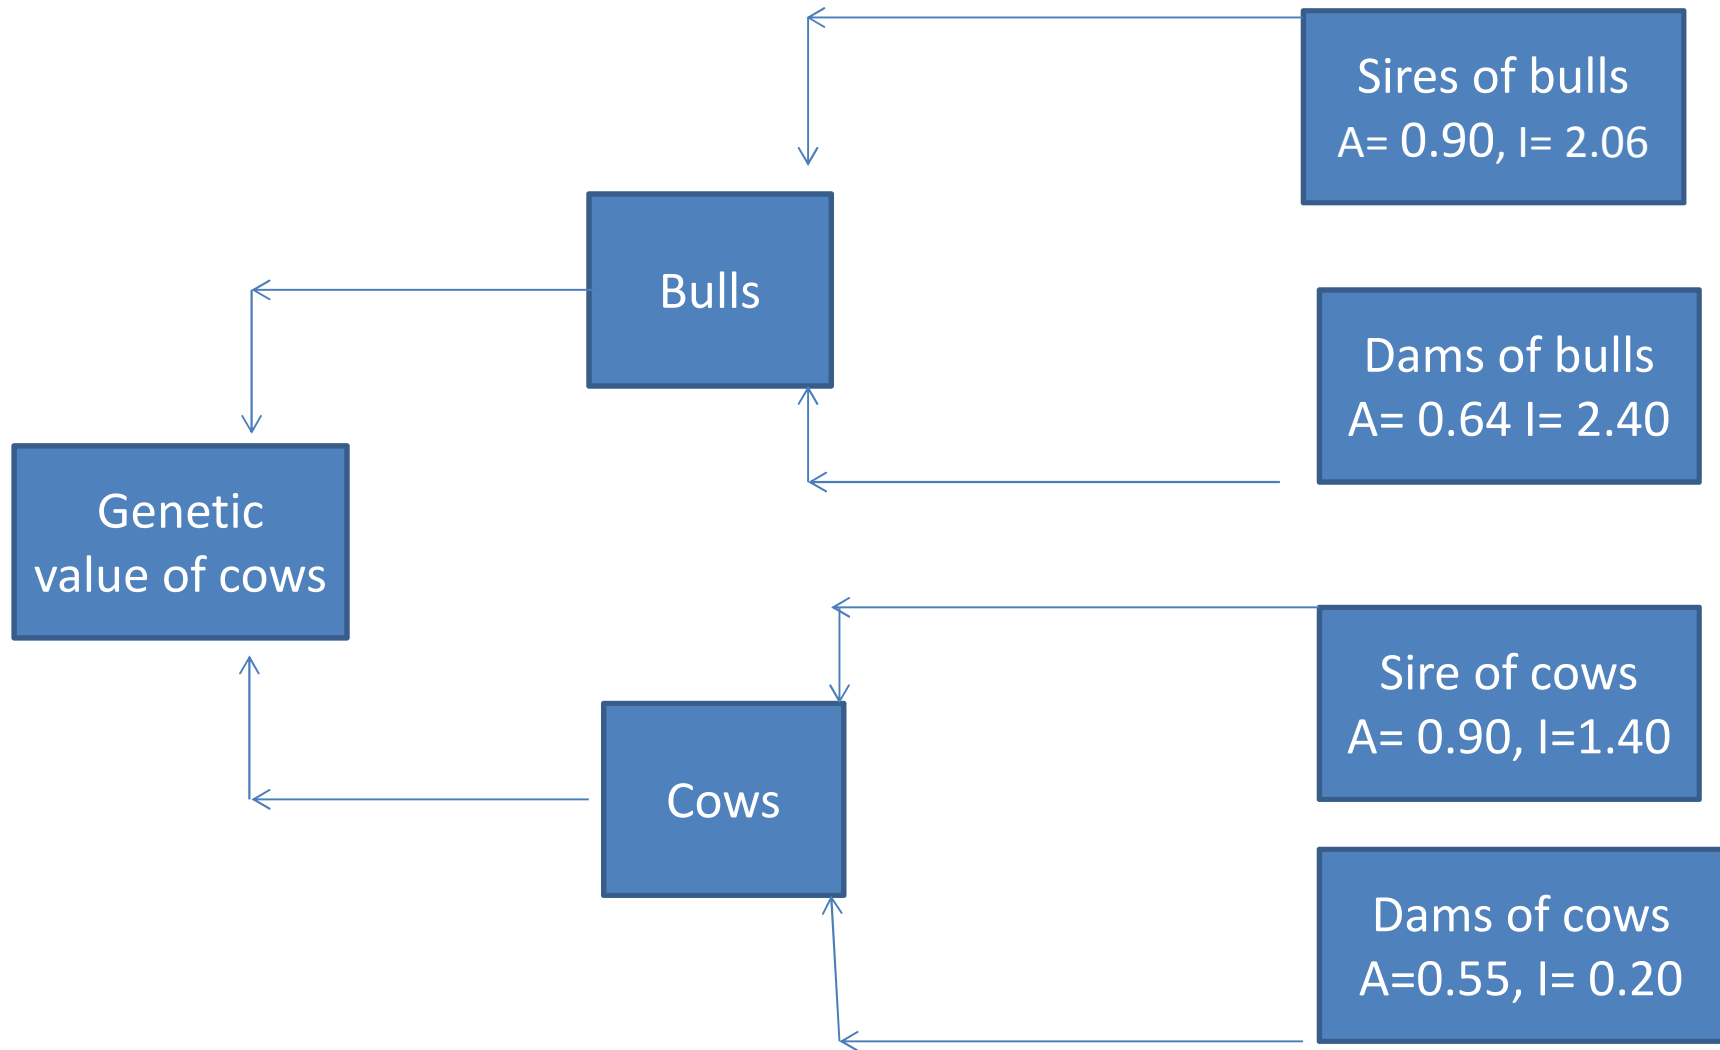 Sires of bulls
A= 0.90, I= 2.06
Bulls
Dams of bulls
A= 0.64 I= 2.40
Genetic
value of cows
Sire of cows
A= 0.90, I=1.40
Cows
Dams of cows
A=0.55, I= 0.20